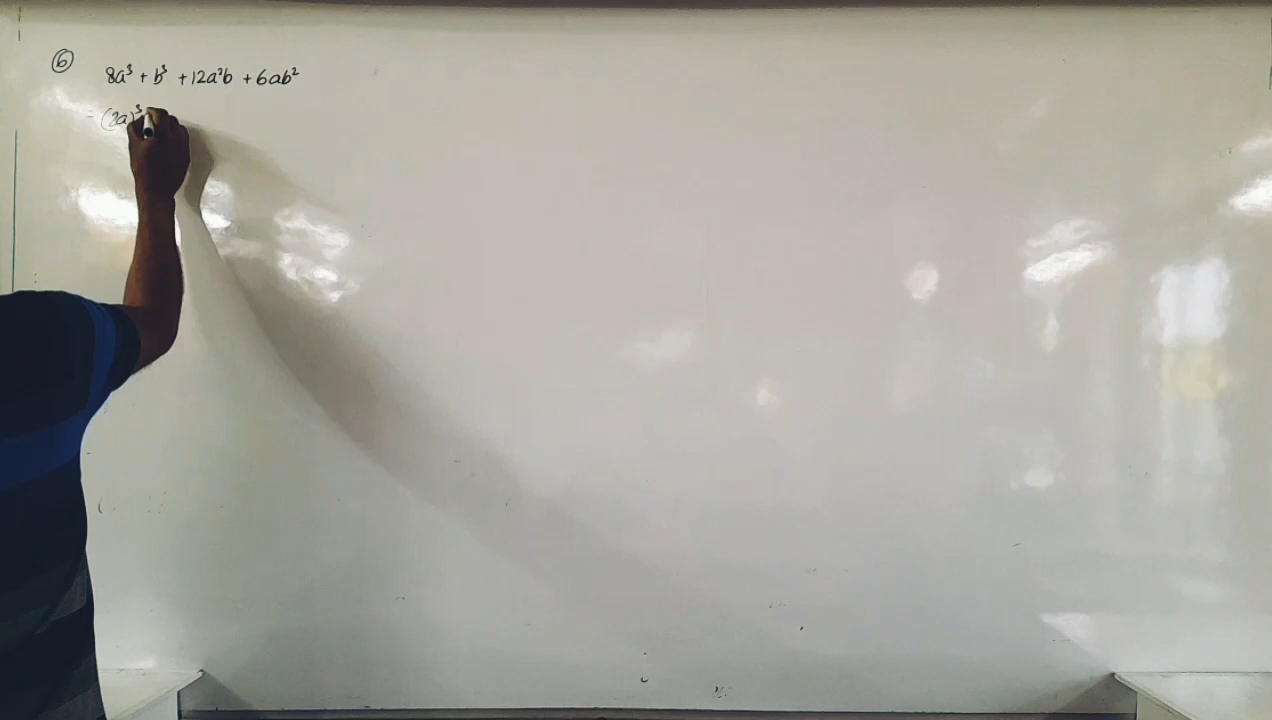 ⑥ 8a³ + b³ + 12a²b + 6ab²
= (2a)³